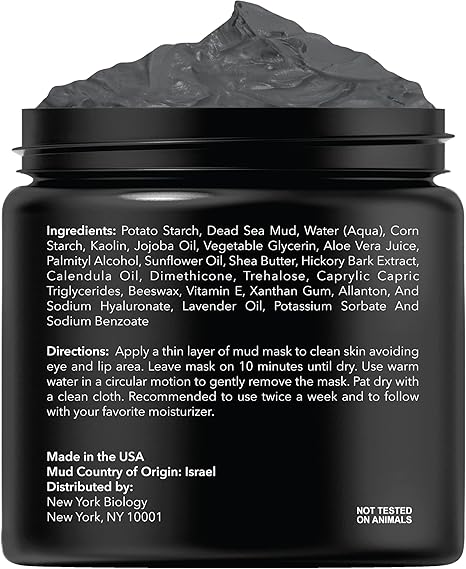 Ingredients: Potato Starch, Dead Sea Mud, Water (Aqua), Corn
Starch, Kaolin, Jojoba Oil, Vegetable Glycerin, Aloe Vera Juice,
Palmityl Alcohol, Sunflower Oil, Shea Butter, Hickory Bark Extract,
Calendula Oil, Dimethicone, Trehalose, Caprylic Capric
Triglycerides, Beeswax, Vitamin E, Xanthan Gum, Allanton, And
Sodium Hyaluronate, Lavender Oil, Potassium Sorbate And
Sodium Benzoate
Directions: Apply a thin layer of mud mask to clean skin avoiding
eye and lip area. Leave mask on 10 minutes until dry. Use warm
water in a circular motion to gently remove the mask. Pat dry with
a clean cloth. Recommended to use twice a week and to follow
with your favorite moisturizer.
Made in the USA
Mud Country of Origin: Israel
Distributed by:
New York Biology
New York, NY 10001
NOT TESTED
ON ANIMALS